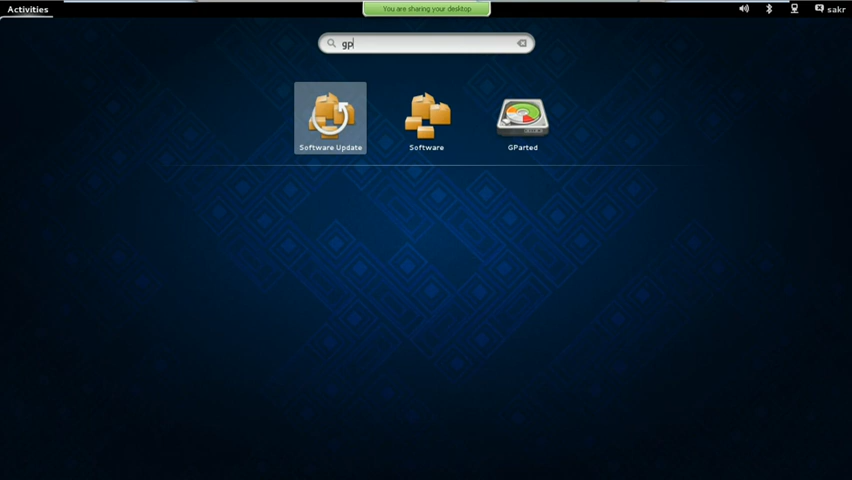 Activities
You are sharing your desktop
sakr
gp
Software Update
Software
GParted